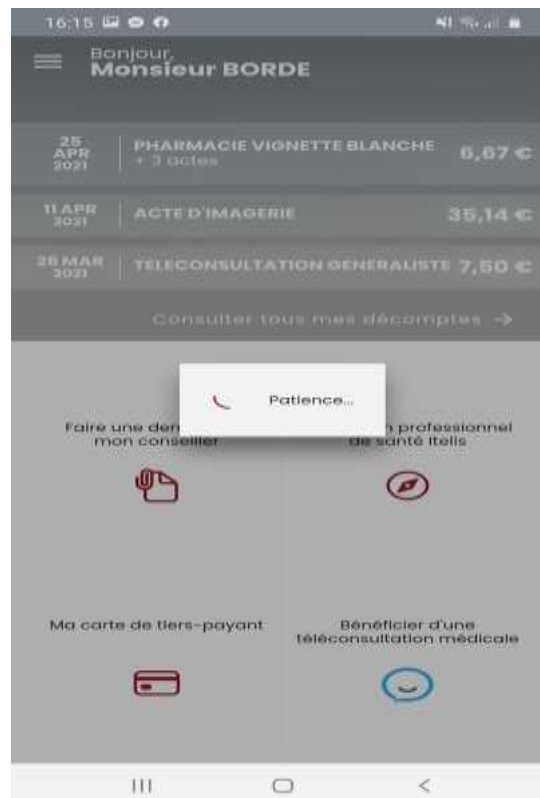 16:15
Bonjour,
Monsieur BORDE
25
APR
2021
PHARMACIE VIGNETTE BLANCHE
+ 3 actes
6,67 €
11 APR
2021
ACTE D'IMAGERIE
35,14 €
26 MAR
2021
TELECONSULTATION GENERALISTE
7,50 €
Consulter tous mes décomptes →
Patience...
Faire une
mon conseiller
professionnel
de santé Itelis
Ma carte de tiers-payant
Bénéficier d'une
téléconsultation médicale